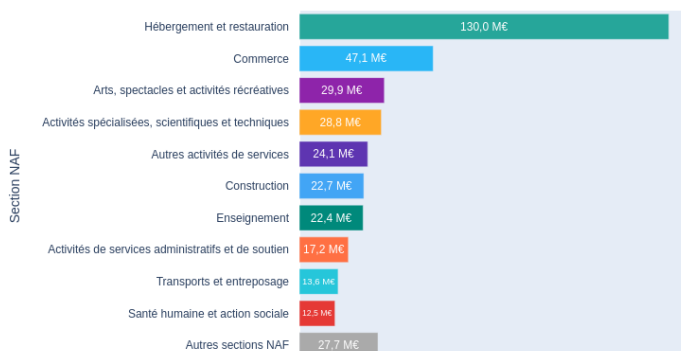 Section NAF
Hébergement et restauration 130,0 M€
Commerce 47,1 M€
Arts, spectacles et activités récréatives 29,9 M€
Activités spécialisées, scientifiques et techniques 28,8 M€
Autres activités de services 24,1 M€
Construction 22,7 M€
Enseignement 22,4 M€
Activités de services administratifs et de soutien 17,2 M€
Transports et entreposage 13,6 M€
Santé humaine et action sociale 12,5 M€
Autres sections NAF 27,7 M€